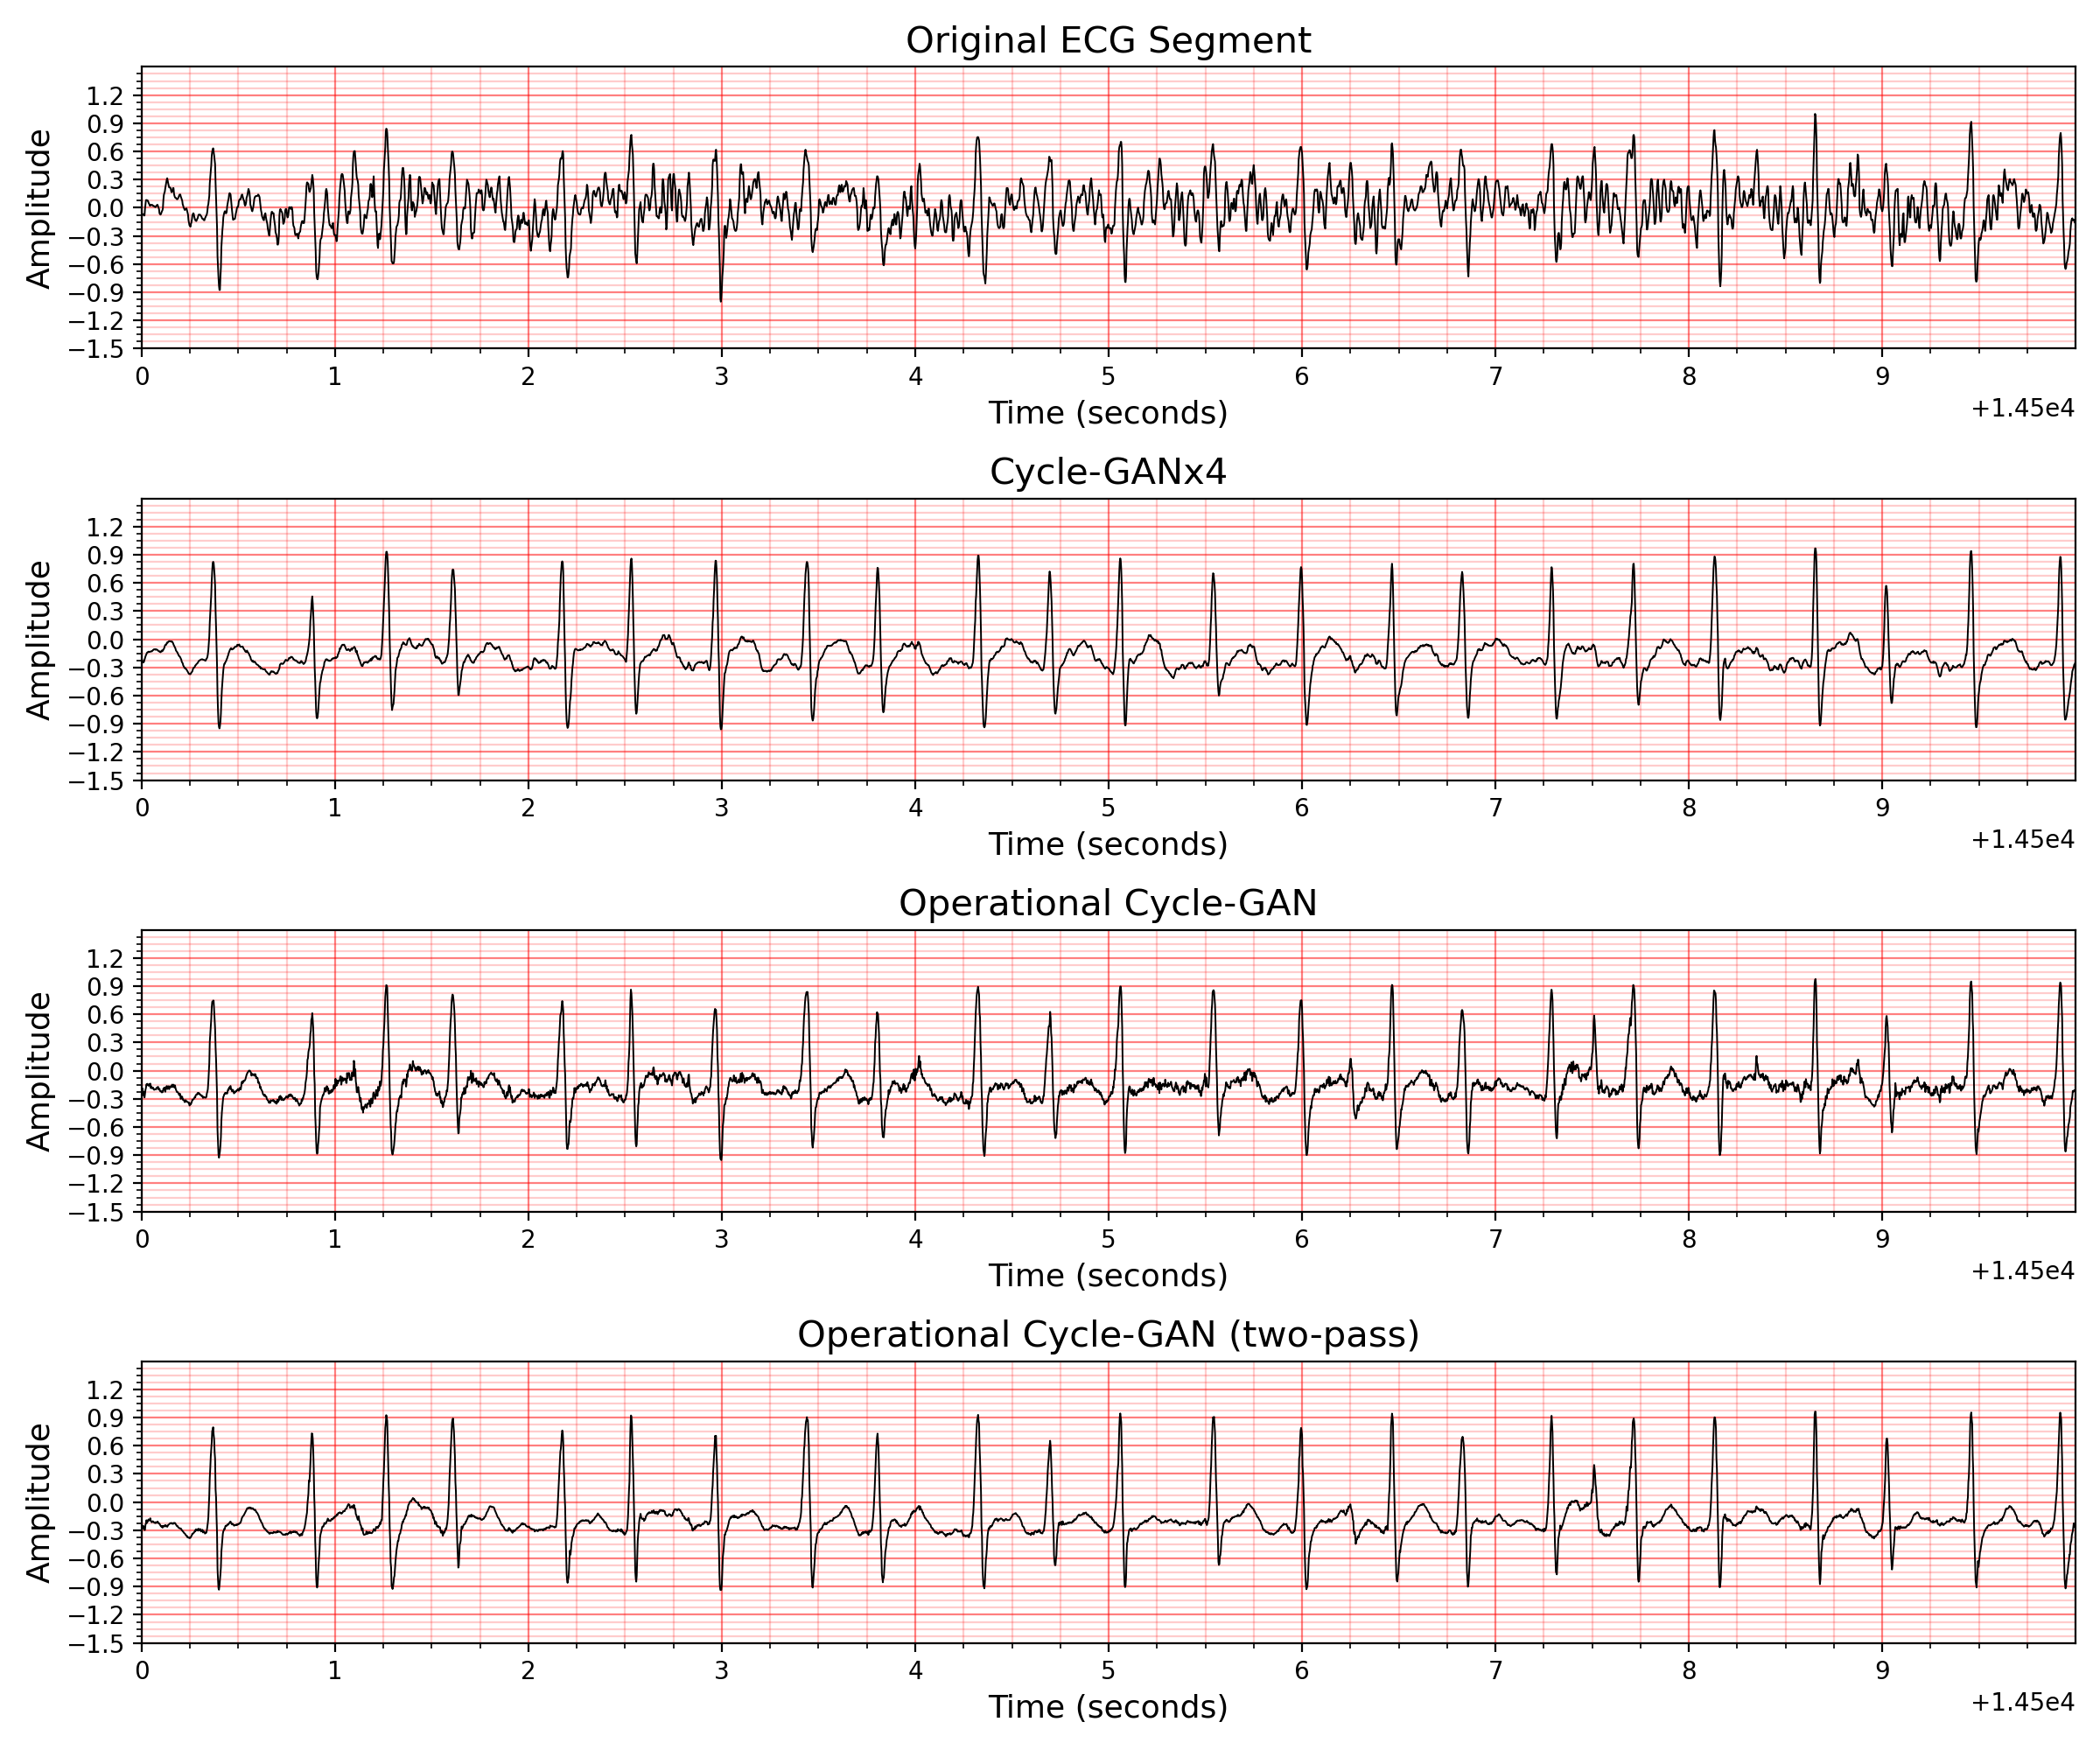 Original ECG Segment
Amplitude
1.2
0.9
0.6
0.3
0.0
−0.3
−0.6
−0.9
−1.2
−1.5
0 1 2 3 4 5 6 7 8 9
Time (seconds)
+1.45e4
Cycle-GANx4
Amplitude
1.2
0.9
0.6
0.3
0.0
−0.3
−0.6
−0.9
−1.2
−1.5
0 1 2 3 4 5 6 7 8 9
Time (seconds)
+1.45e4
Operational Cycle-GAN
Amplitude
1.2
0.9
0.6
0.3
0.0
−0.3
−0.6
−0.9
−1.2
−1.5
0 1 2 3 4 5 6 7 8 9
Time (seconds)
+1.45e4
Operational Cycle-GAN (two-pass)
Amplitude
1.2
0.9
0.6
0.3
0.0
−0.3
−0.6
−0.9
−1.2
−1.5
0 1 2 3 4 5 6 7 8 9
Time (seconds)
+1.45e4